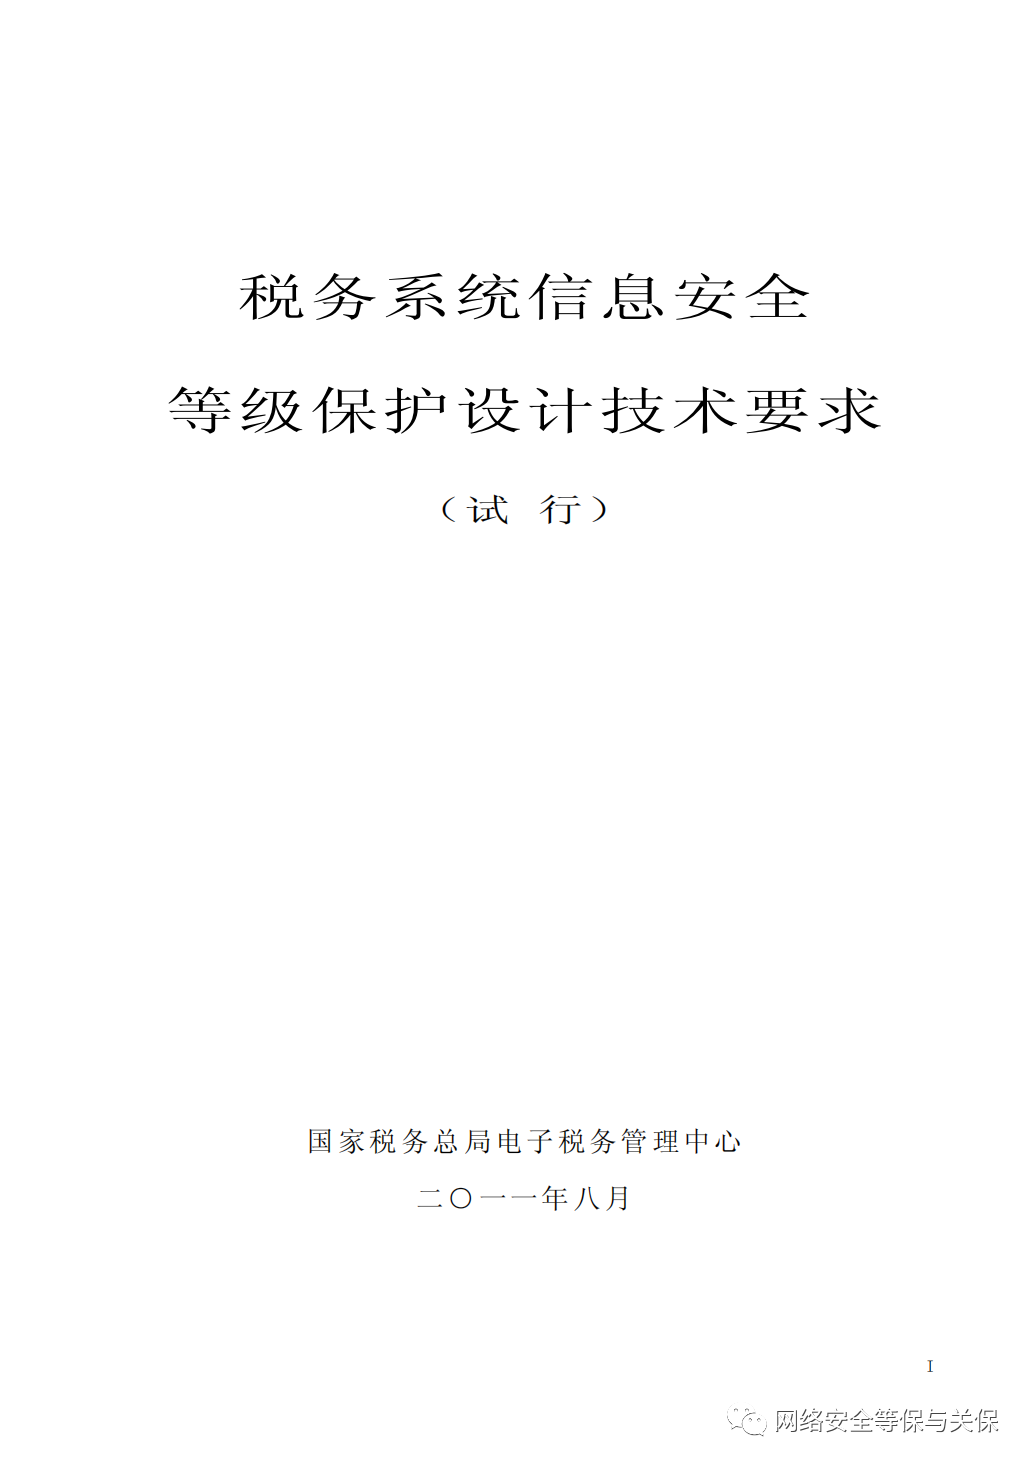 税务系统信息安全
等级保护设计技术要求
（试 行）
国家税务总局电子税务管理中心
二〇一一年八月
I
网络安全等保与关保